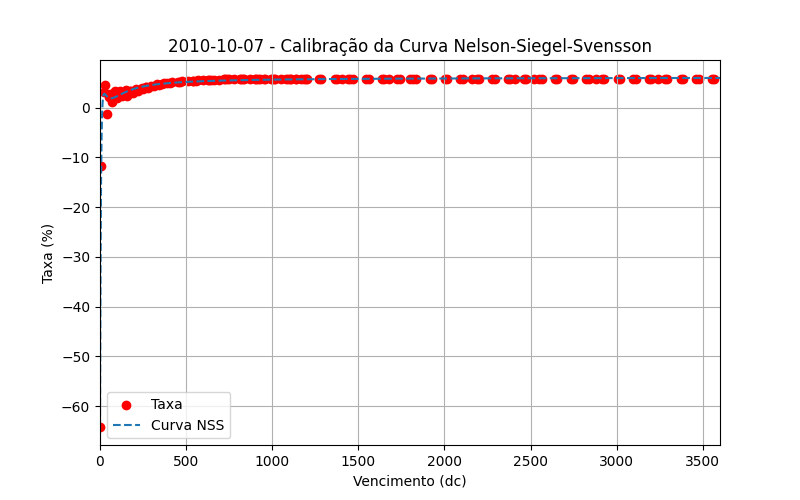 2010-10-07 - Calibração da Curva Nelson-Siegel-Svensson
Taxa (%)
0
−10
−20
−30
−40
−50
−60
Taxa
Curva NSS
0 500 1000 1500 2000 2500 3000 3500
Vencimento (dc)